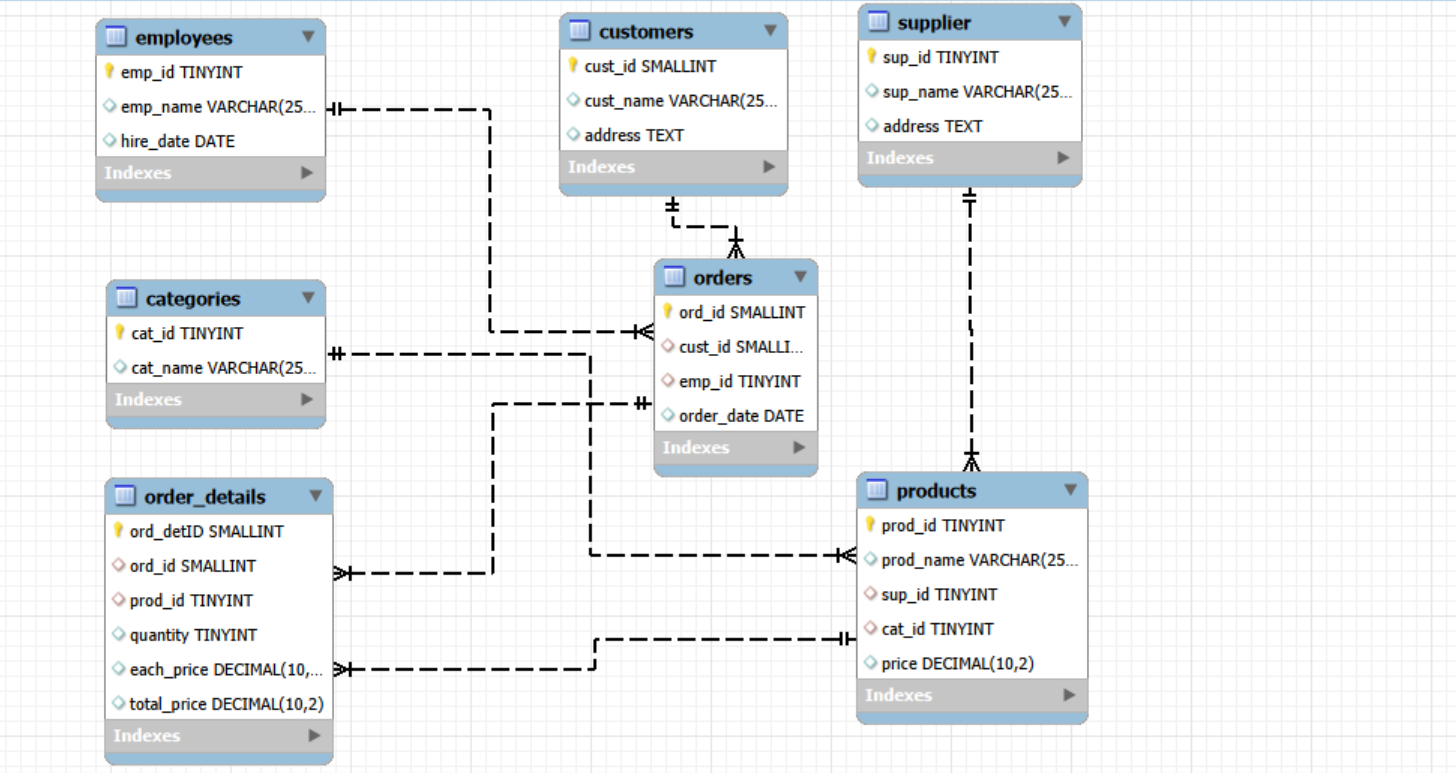 employees
emp_id TINYINT
emp_name VARCHAR(25...
hire_date DATE
Indexes
customers
cust_id SMALLINT
cust_name VARCHAR(25...
address TEXT
Indexes
supplier
sup_id TINYINT
sup_name VARCHAR(25...
address TEXT
Indexes
categories
cat_id TINYINT
cat_name VARCHAR(25...
Indexes
orders
ord_id SMALLINT
cust_id SMALLI...
emp_id TINYINT
order_date DATE
Indexes
order_details
ord_detID SMALLINT
ord_id SMALLINT
prod_id TINYINT
quantity TINYINT
each_price DECIMAL(10,...
total_price DECIMAL(10,2)
Indexes
products
prod_id TINYINT
prod_name VARCHAR(25...
sup_id TINYINT
cat_id TINYINT
price DECIMAL(10,2)
Indexes